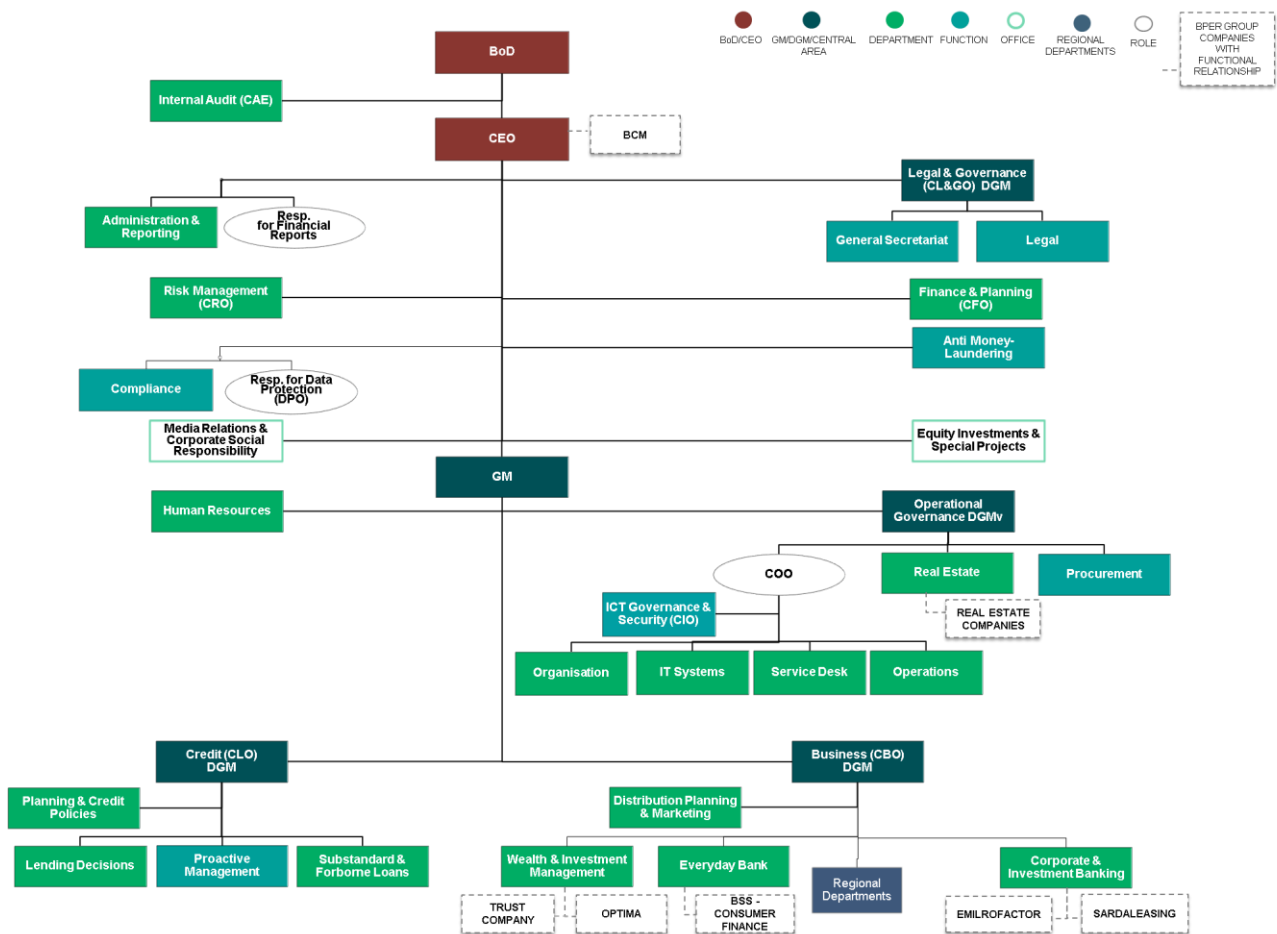 BoD/CEO
GM/DGM/CENTRAL
AREA
DEPARTMENT
FUNCTION
OFFICE
REGIONAL
DEPARTMENTS
ROLE
BPER GROUP
COMPANIES
WITH
FUNCTIONAL
RELATIONSHIP
BoD
Internal Audit (CAE)
CEO
BCM
Legal & Governance
(CL&GO) DGM
Administration &
Reporting
Resp.
for Financial
Reports
General Secretariat
Legal
Risk Management
(CRO)
Finance & Planning
(CFO)
Anti Money-
Laundering
Compliance
Resp. for Data
Protection
(DPO)
Media Relations &
Corporate Social
Responsibility
Equity Investments &
Special Projects
GM
Human Resources
Operational
Governance DGMv
COO
Real Estate
Procurement
ICT Governance &
Security (CIO)
REAL ESTATE
COMPANIES
Organisation
IT Systems
Service Desk
Operations
Credit (CLO)
DGM
Business (CBO)
DGM
Planning & Credit
Policies
Distribution Planning
& Marketing
Lending Decisions
Proactive
Management
Substandard &
Forborne Loans
Wealth & Investment
Management
Everyday Bank
Regional
Departments
Corporate &
Investment Banking
TRUST
COMPANY
OPTIMA
BSS -
CONSUMER
FINANCE
EMILROFACTOR
SARDALEASING